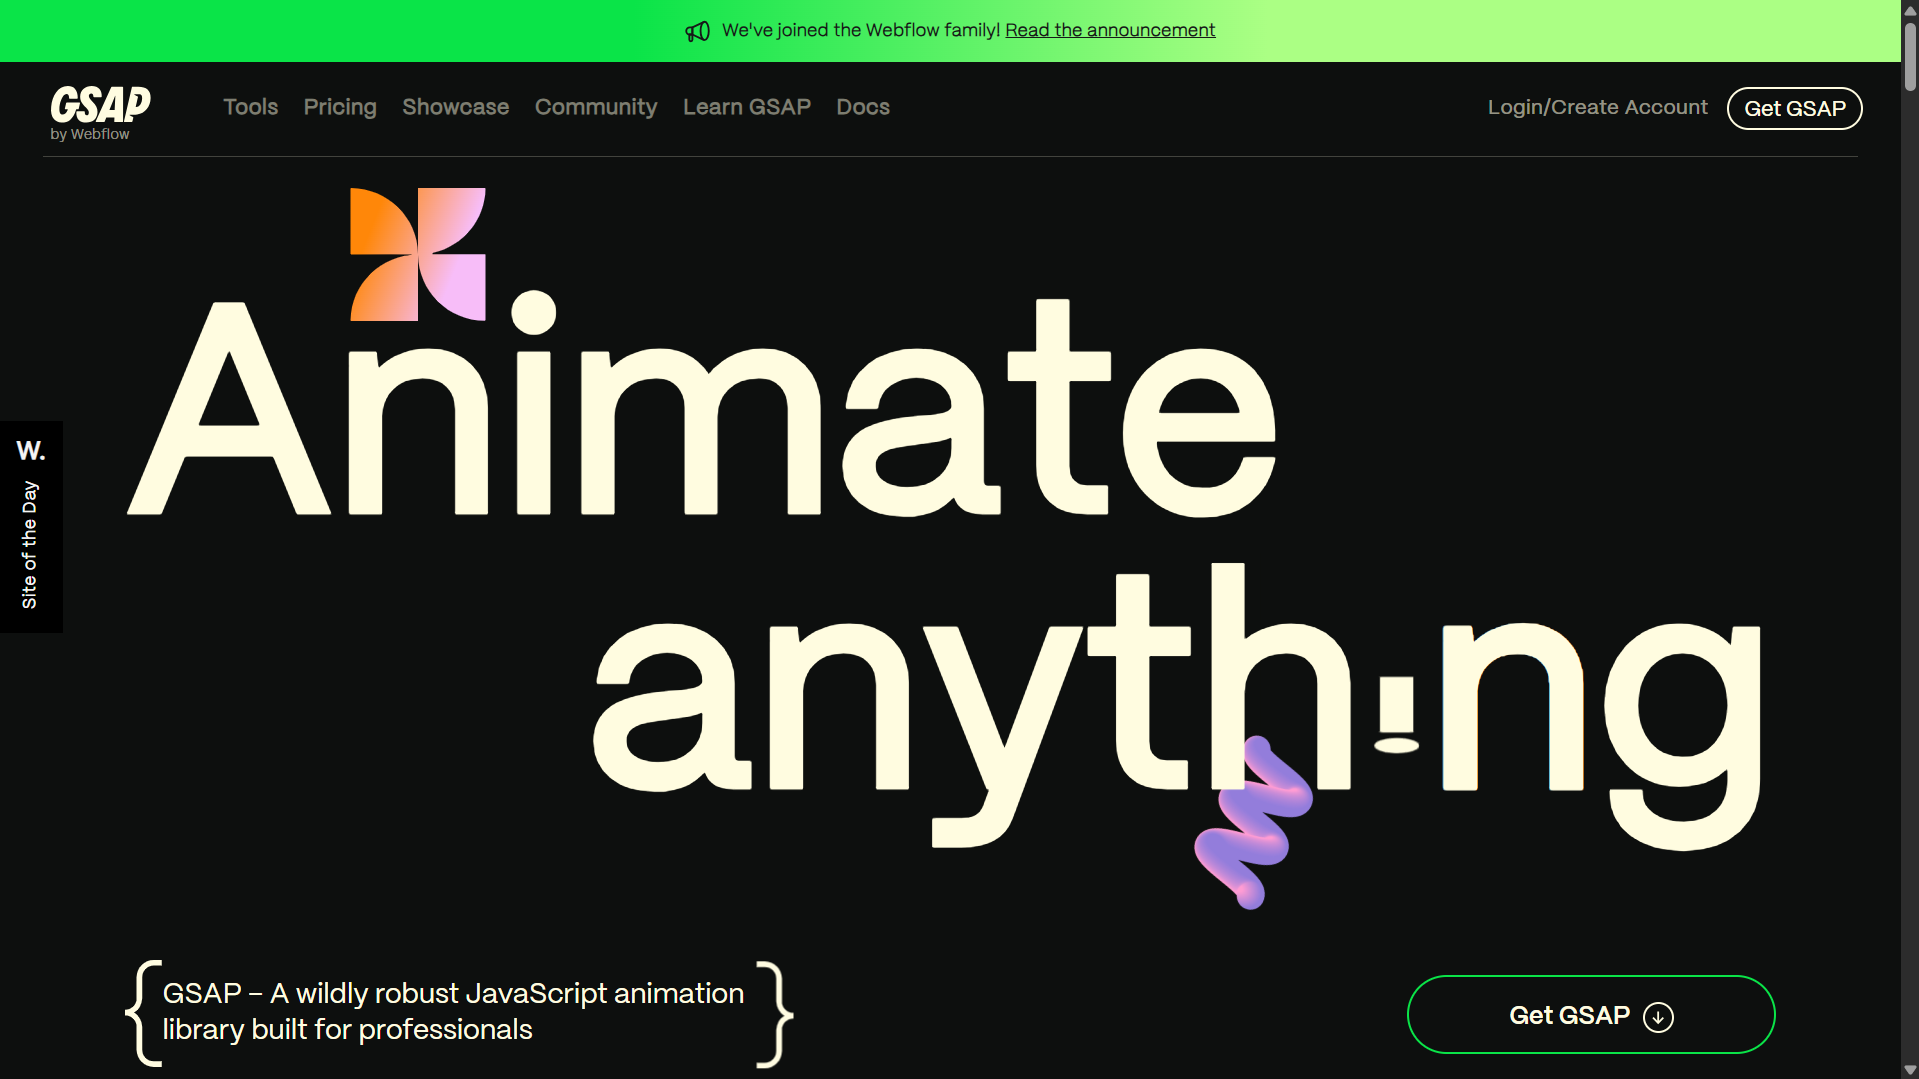 We've joined the Webflow family! Read the announcement
GSAP
by Webflow
Tools Pricing Showcase Community Learn GSAP Docs
Login/Create Account
Get GSAP
Animate
anything
W.
Site of the Day
{ GSAP – A wildly robust JavaScript animation
library built for professionals }
Get GSAP